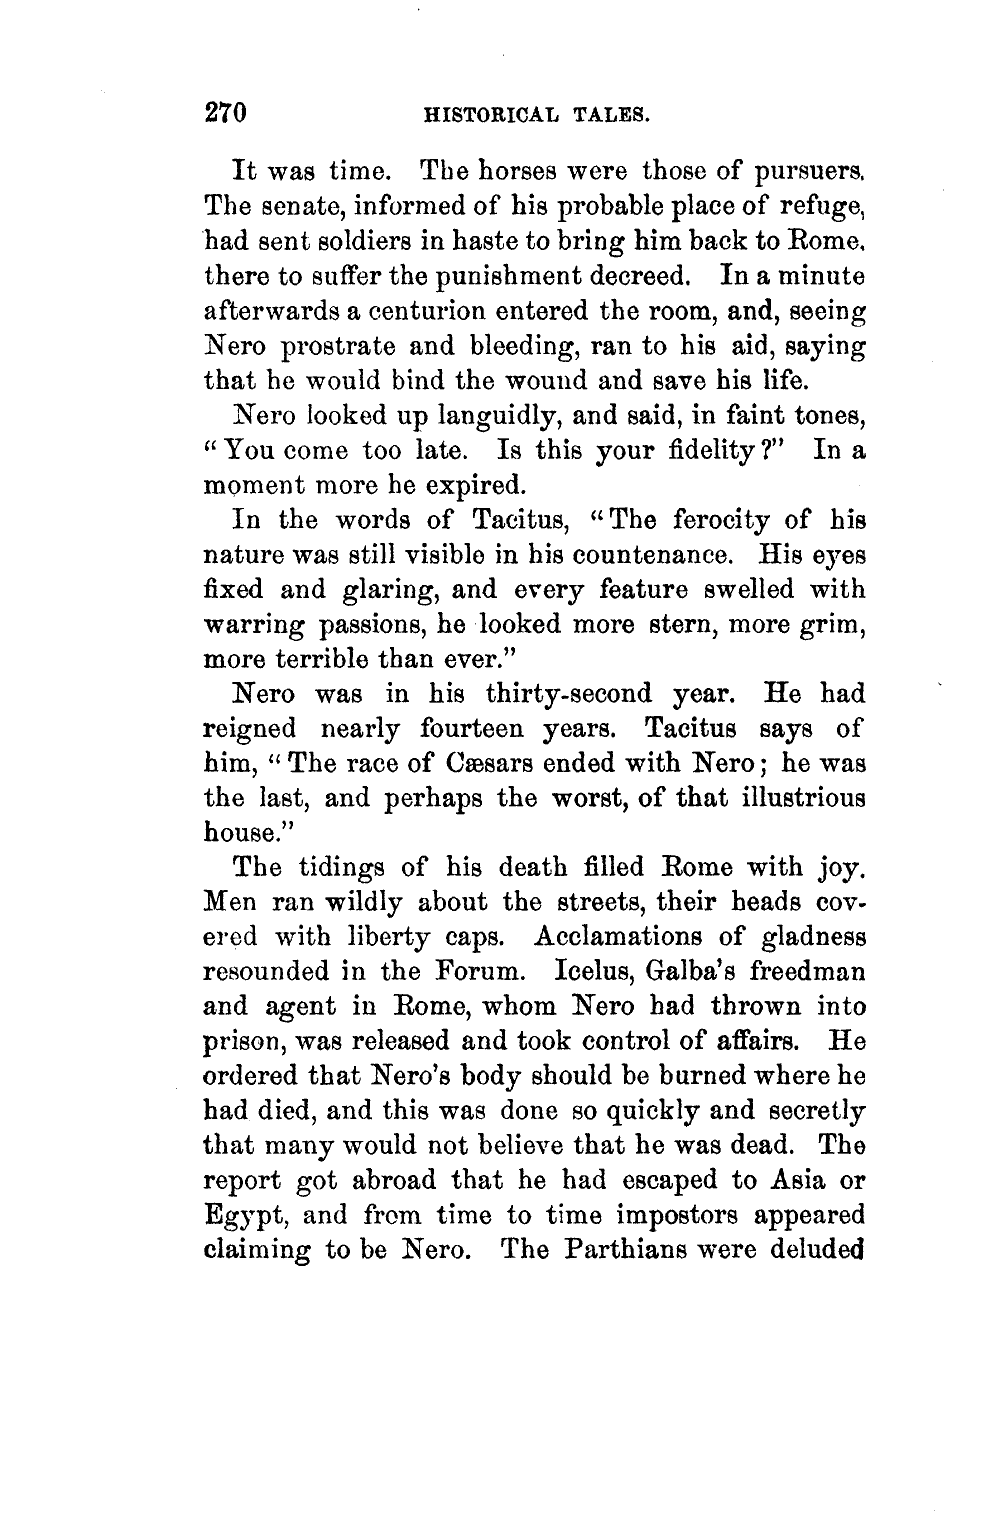 270 HISTORICAL TALES.
It was time. The horses were those of pursuers.
The senate, informed of his probable place of refuge,
had sent soldiers in haste to bring him back to Rome.
there to suffer the punishment decreed. In a minute
afterwards a centurion entered the room, and, seeing
Nero prostrate and bleeding, ran to his aid, saying
that he would bind the wound and save his life.
Nero looked up languidly, and said, in faint tones,
“You come too late. Is this your fidelity?” In a
moment more he expired.
In the words of Tacitus, “The ferocity of his
nature was still visible in his countenance. His eyes
fixed and glaring, and every feature swelled with
warring passions, he looked more stern, more grim,
more terrible than ever.”
Nero was in his thirty-second year. He had
reigned nearly fourteen years. Tacitus says of
him, “The race of Cæsars ended with Nero; he was
the last, and perhaps the worst, of that illustrious
house.”
The tidings of his death filled Rome with joy.
Men ran wildly about the streets, their heads cov-
ered with liberty caps. Acclamations of gladness
resounded in the Forum. Icelus, Galba’s freedman
and agent in Rome, whom Nero had thrown into
prison, was released and took control of affairs. He
ordered that Nero’s body should be burned where he
had died, and this was done so quickly and secretly
that many would not believe that he was dead. The
report got abroad that he had escaped to Asia or
Egypt, and from time to time impostors appeared
claiming to be Nero. The Parthians were deluded